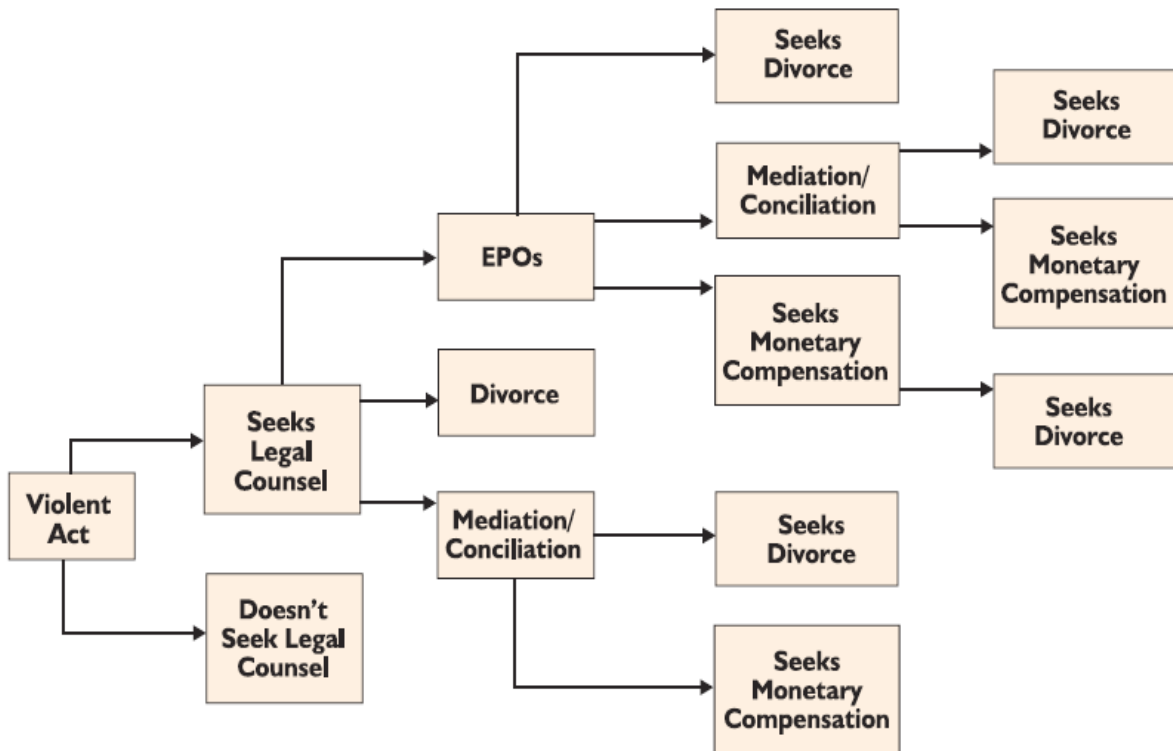 Violent
Act
Seeks
Legal
Counsel
Doesn't
Seek Legal
Counsel
EPOs
Divorce
Mediation/
Conciliation
Seeks
Divorce
Mediation/
Conciliation
Seeks
Monetary
Compensation
Seeks
Divorce
Seeks
Monetary
Compensation
Seeks
Divorce
Seeks
Monetary
Compensation
Seeks
Divorce